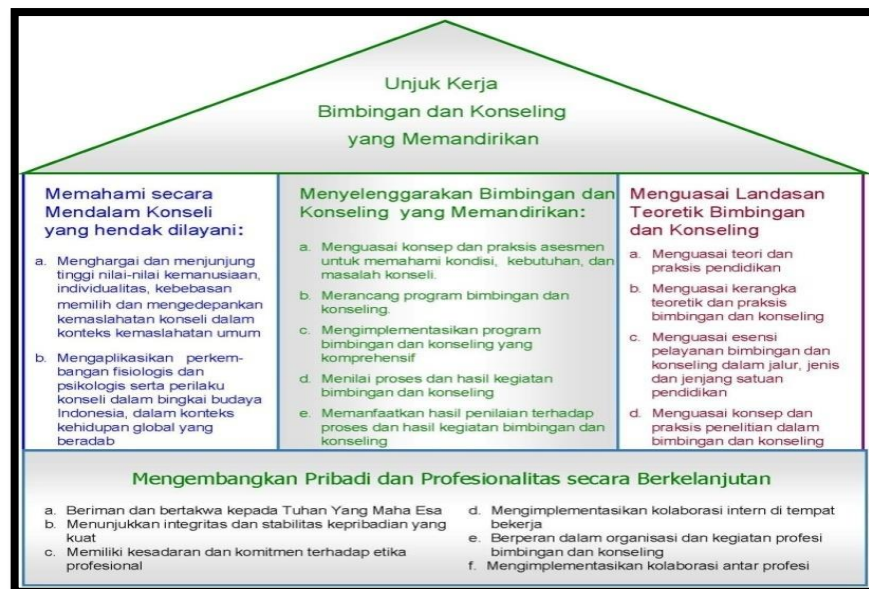 Unjuk Kerja
Bimbingan dan Konseling
yang Memandirikan
Memahami secara
Mendalam Konseli
yang hendak dilayani:
a. Menghargai dan menjunjung
tinggi nilai-nilai kemanusiaan,
individualitas, kebebasan
memilih dan mengedepankan
kemaslahatan konseli dalam
konteks kemaslahatan umum
b. Mengaplikasikan perkem-
bangan fisiologis dan
psikologis serta perilaku
konseli dalam bingkai budaya
Indonesia, dalam konteks
kehidupan global yang
beradab
Menyelenggarakan Bimbingan dan
Konseling yang Memandirikan:
a. Menguasai konsep dan praksis asesmen
untuk memahami kondisi, kebutuhan, dan
masalah konseli.
b. Merancang program bimbingan dan
konseling.
c. Mengimplementasikan program
bimbingan dan konseling yang
komprehensif
d. Menilai proses dan hasil kegiatan
bimbingan dan konseling
e. Memanfaatkan hasil penilaian terhadap
proses dan hasil kegiatan bimbingan dan
konseling
Menguasai Landasan
Teoretik Bimbingan
dan Konseling
a. Menguasai teori dan
praksis pendidikan
b. Menguasai kerangka
teoretik dan praksis
bimbingan dan konseling
c. Menguasai esensi
pelayanan bimbingan dan
konseling dalam jalur, jenis
dan jenjang satuan
pendidikan
d. Menguasai konsep dan
praksis penelitian dalam
bimbingan dan konseling
Mengembangkan Pribadi dan Profesionalitas secara Berkelanjutan
a. Beriman dan bertakwa kepada Tuhan Yang Maha Esa
b. Menunjukkan integritas dan stabilitas kepribadian yang
kuat
c. Memiliki kesadaran dan komitmen terhadap etika
profesional
d. Mengimplementasikan kolaborasi intern di tempat
bekerja
e. Berperan dalam organisasi dan kegiatan profesi
bimbingan dan konseling
f. Mengimplementasikan kolaborasi antar profesi